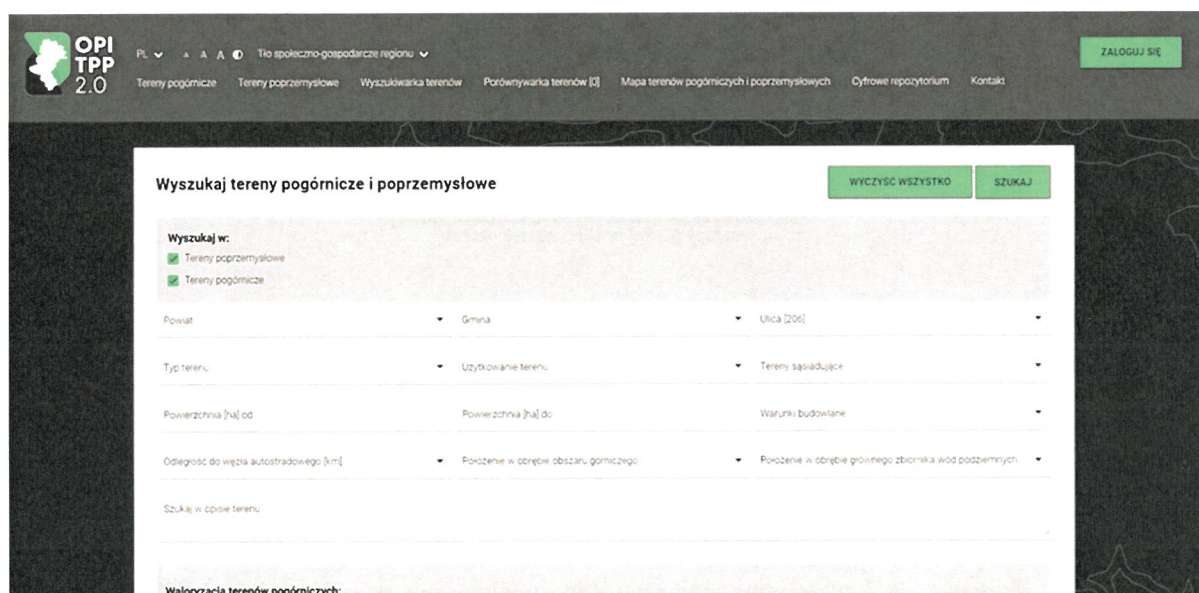 OPI
TPP
2.0
PL A A A Tło społeczno-gospodarcze regionu
ZALOGUJ SIĘ
Tereny pogórnicze Tereny poprzemysłowe Wyszukiwarka terenów Porównywarka terenów [0] Mapa terenów pogórniczych i poprzemysłowych Cyfrowe repozytorium Kontakt
Wyszukaj tereny pogórnicze i poprzemysłowe
WYCZYŚĆ WSZYSTKO SZUKAJ
Wyszukaj w:
Tereny poprzemysłowe
Tereny pogórnicze
Powiat Gmina Ulica [206]
Typ terenu Użytkowanie terenu Tereny sąsiadujące
Powierzchnia [ha] od Powierzchnia [ha] do Warunki budowlane
Odległość do węzła autostradowego [km] Położenie w obrębie obszaru górniczego Położenie w obrębie głównego zbiornika wód podziemnych
Szukaj w opisie terenu
Waloryzacja terenów pogórniczych: